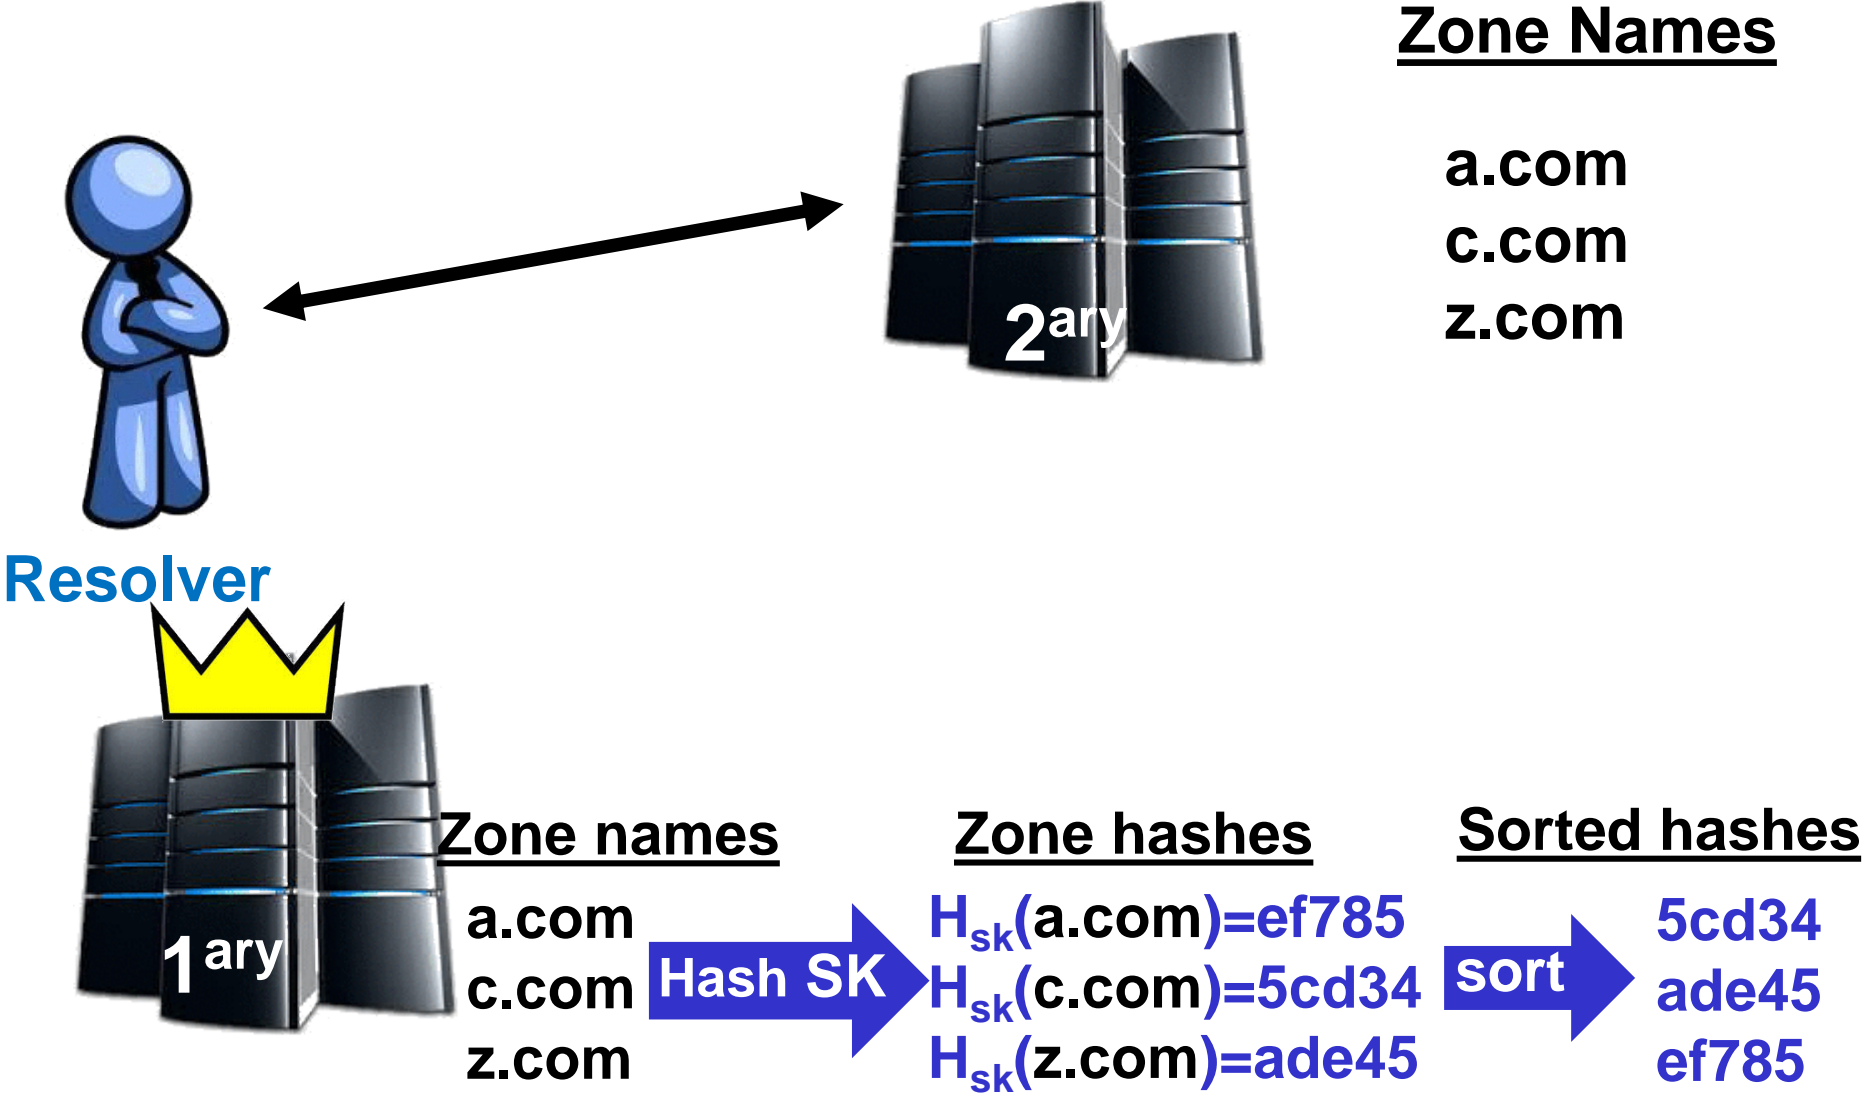 Zone Names
a.com
c.com
z.com
2ary
Resolver
1ary
Zone names
a.com
c.com
z.com
Hash SK
Zone hashes
Hsk(a.com)=ef785
Hsk(c.com)=5cd34
Hsk(z.com)=ade45
sort
Sorted hashes
5cd34
ade45
ef785